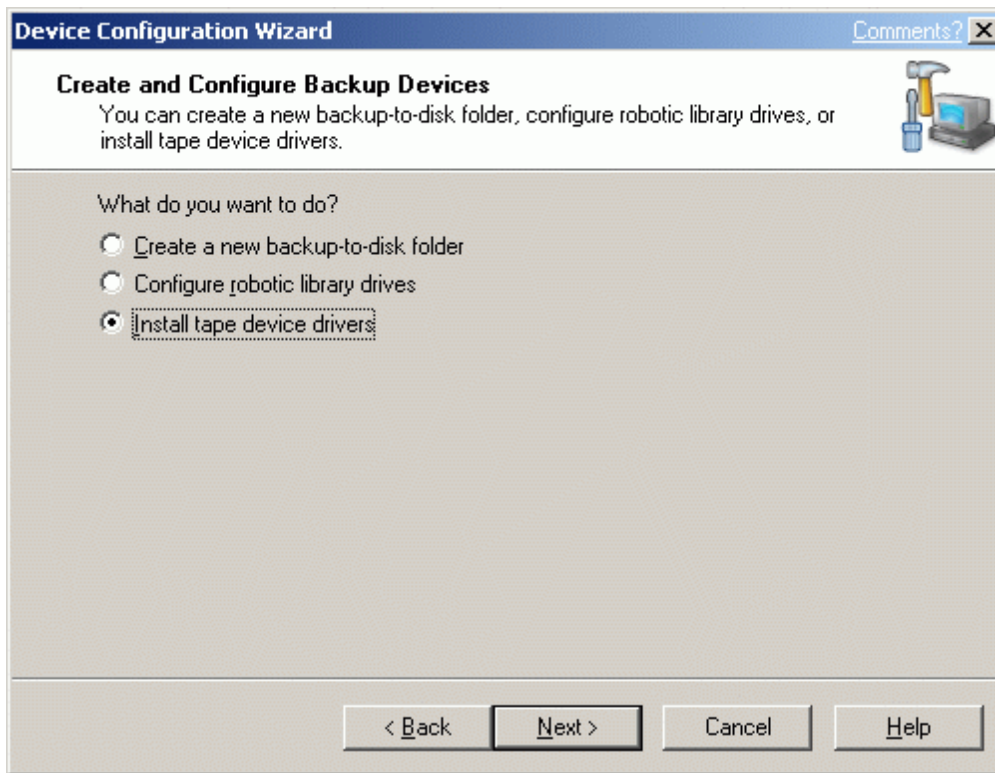 Device Configuration Wizard Comments?
Create and Configure Backup Devices
You can create a new backup-to-disk folder, configure robotic library drives, or
install tape device drivers.
What do you want to do?
Create a new backup-to-disk folder
Configure robotic library drives
Install tape device drivers
< Back Next > Cancel Help